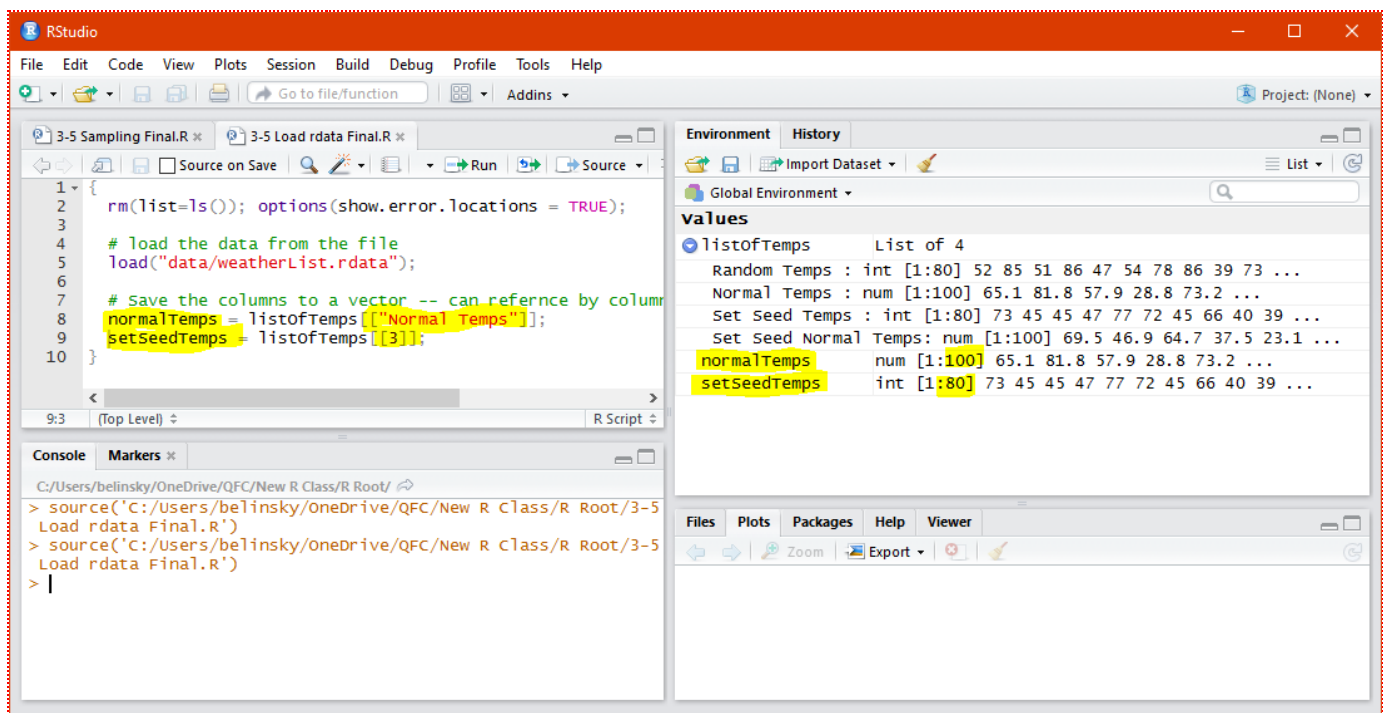 RStudio
File Edit Code View Plots Session Build Debug Profile Tools Help
Go to file/function Addins Project: (None)
3-5 Sampling Final.R 3-5 Load rdata Final.R
Source on Save Run Source
1 {
2 rm(list=ls()); options(show.error.locations = TRUE);
3
4 # load the data from the file
5 load("data/weatherList.rdata");
6
7 # Save the columns to a vector -- can refernce by colum
8 normalTemps = listOfTemps[["Normal Temps"]];
9 setSeedTemps = listOfTemps[[3]];
10 }
9:3 (Top Level) R Script
Console Markers
C:/Users/belinsky/OneDrive/QFC/New R Class/R Root/
> source('C:/Users/belinsky/OneDrive/QFC/New R Class/R Root/3-5
Load rdata Final.R')
> source('C:/Users/belinsky/OneDrive/QFC/New R Class/R Root/3-5
Load rdata Final.R')
>
Environment History
Import Dataset List
Global Environment
values
listOfTemps List of 4
Random Temps : int [1:80] 52 85 51 86 47 54 78 86 39 73 ...
Normal Temps : num [1:100] 65.1 81.8 57.9 28.8 73.2 ...
Set Seed Temps : int [1:80] 73 45 45 47 77 72 45 66 40 39 ...
Set Seed Normal Temps: num [1:100] 69.5 46.9 64.7 37.5 23.1 ...
normalTemps num [1:100] 65.1 81.8 57.9 28.8 73.2 ...
setSeedTemps int [1:80] 73 45 45 47 77 72 45 66 40 39 ...
Files Plots Packages Help Viewer
Zoom Export